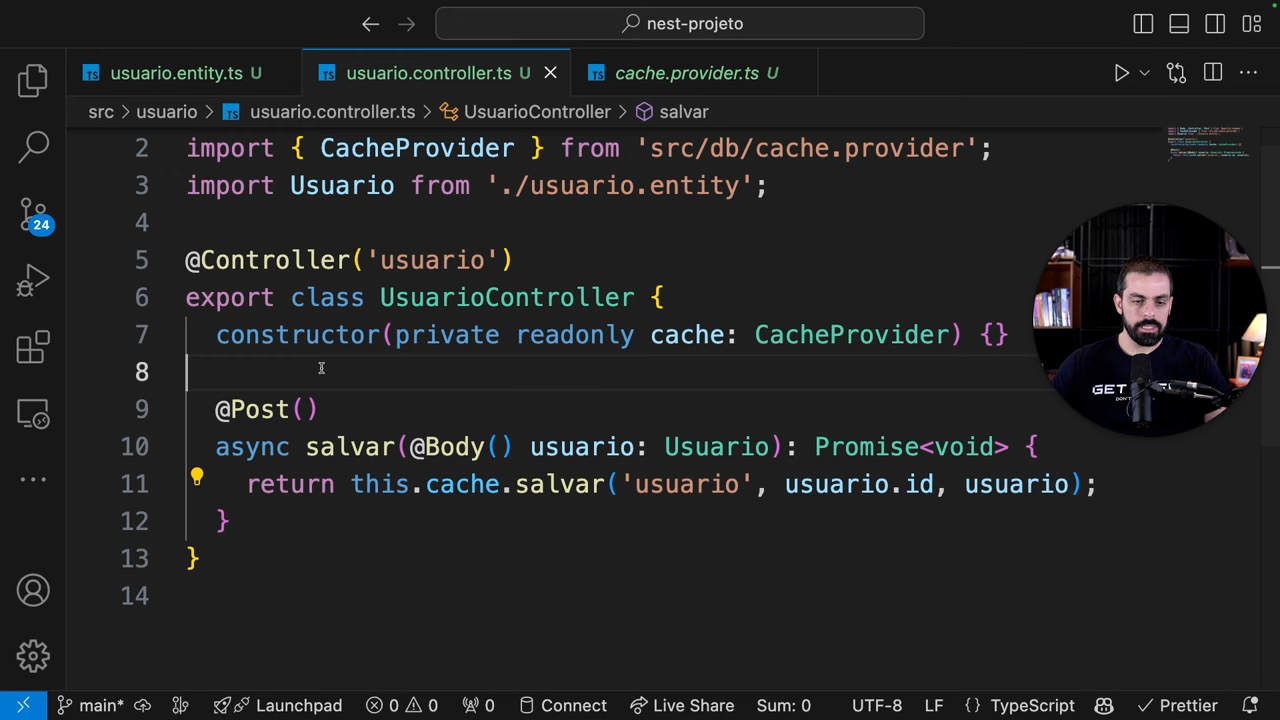 nest-projeto
usuario.entity.ts U
usuario.controller.ts U
cache.provider.ts U
src > usuario > usuario.controller.ts > UsuarioController > salvar
2 import { CacheProvider } from 'src/db/cache.provider';
3 import Usuario from './usuario.entity';
4
5 @Controller('usuario')
6 export class UsuarioController {
7 constructor(private readonly cache: CacheProvider) {}
8
9 @Post()
10 async salvar(@Body() usuario: Usuario): Promise<void> {
11 return this.cache.salvar('usuario', usuario.id, usuario);
12 }
13 }
14
24
GET
main* Launchpad 0 0 0 Connect Live Share Sum: 0 UTF-8 LF {} TypeScript Prettier